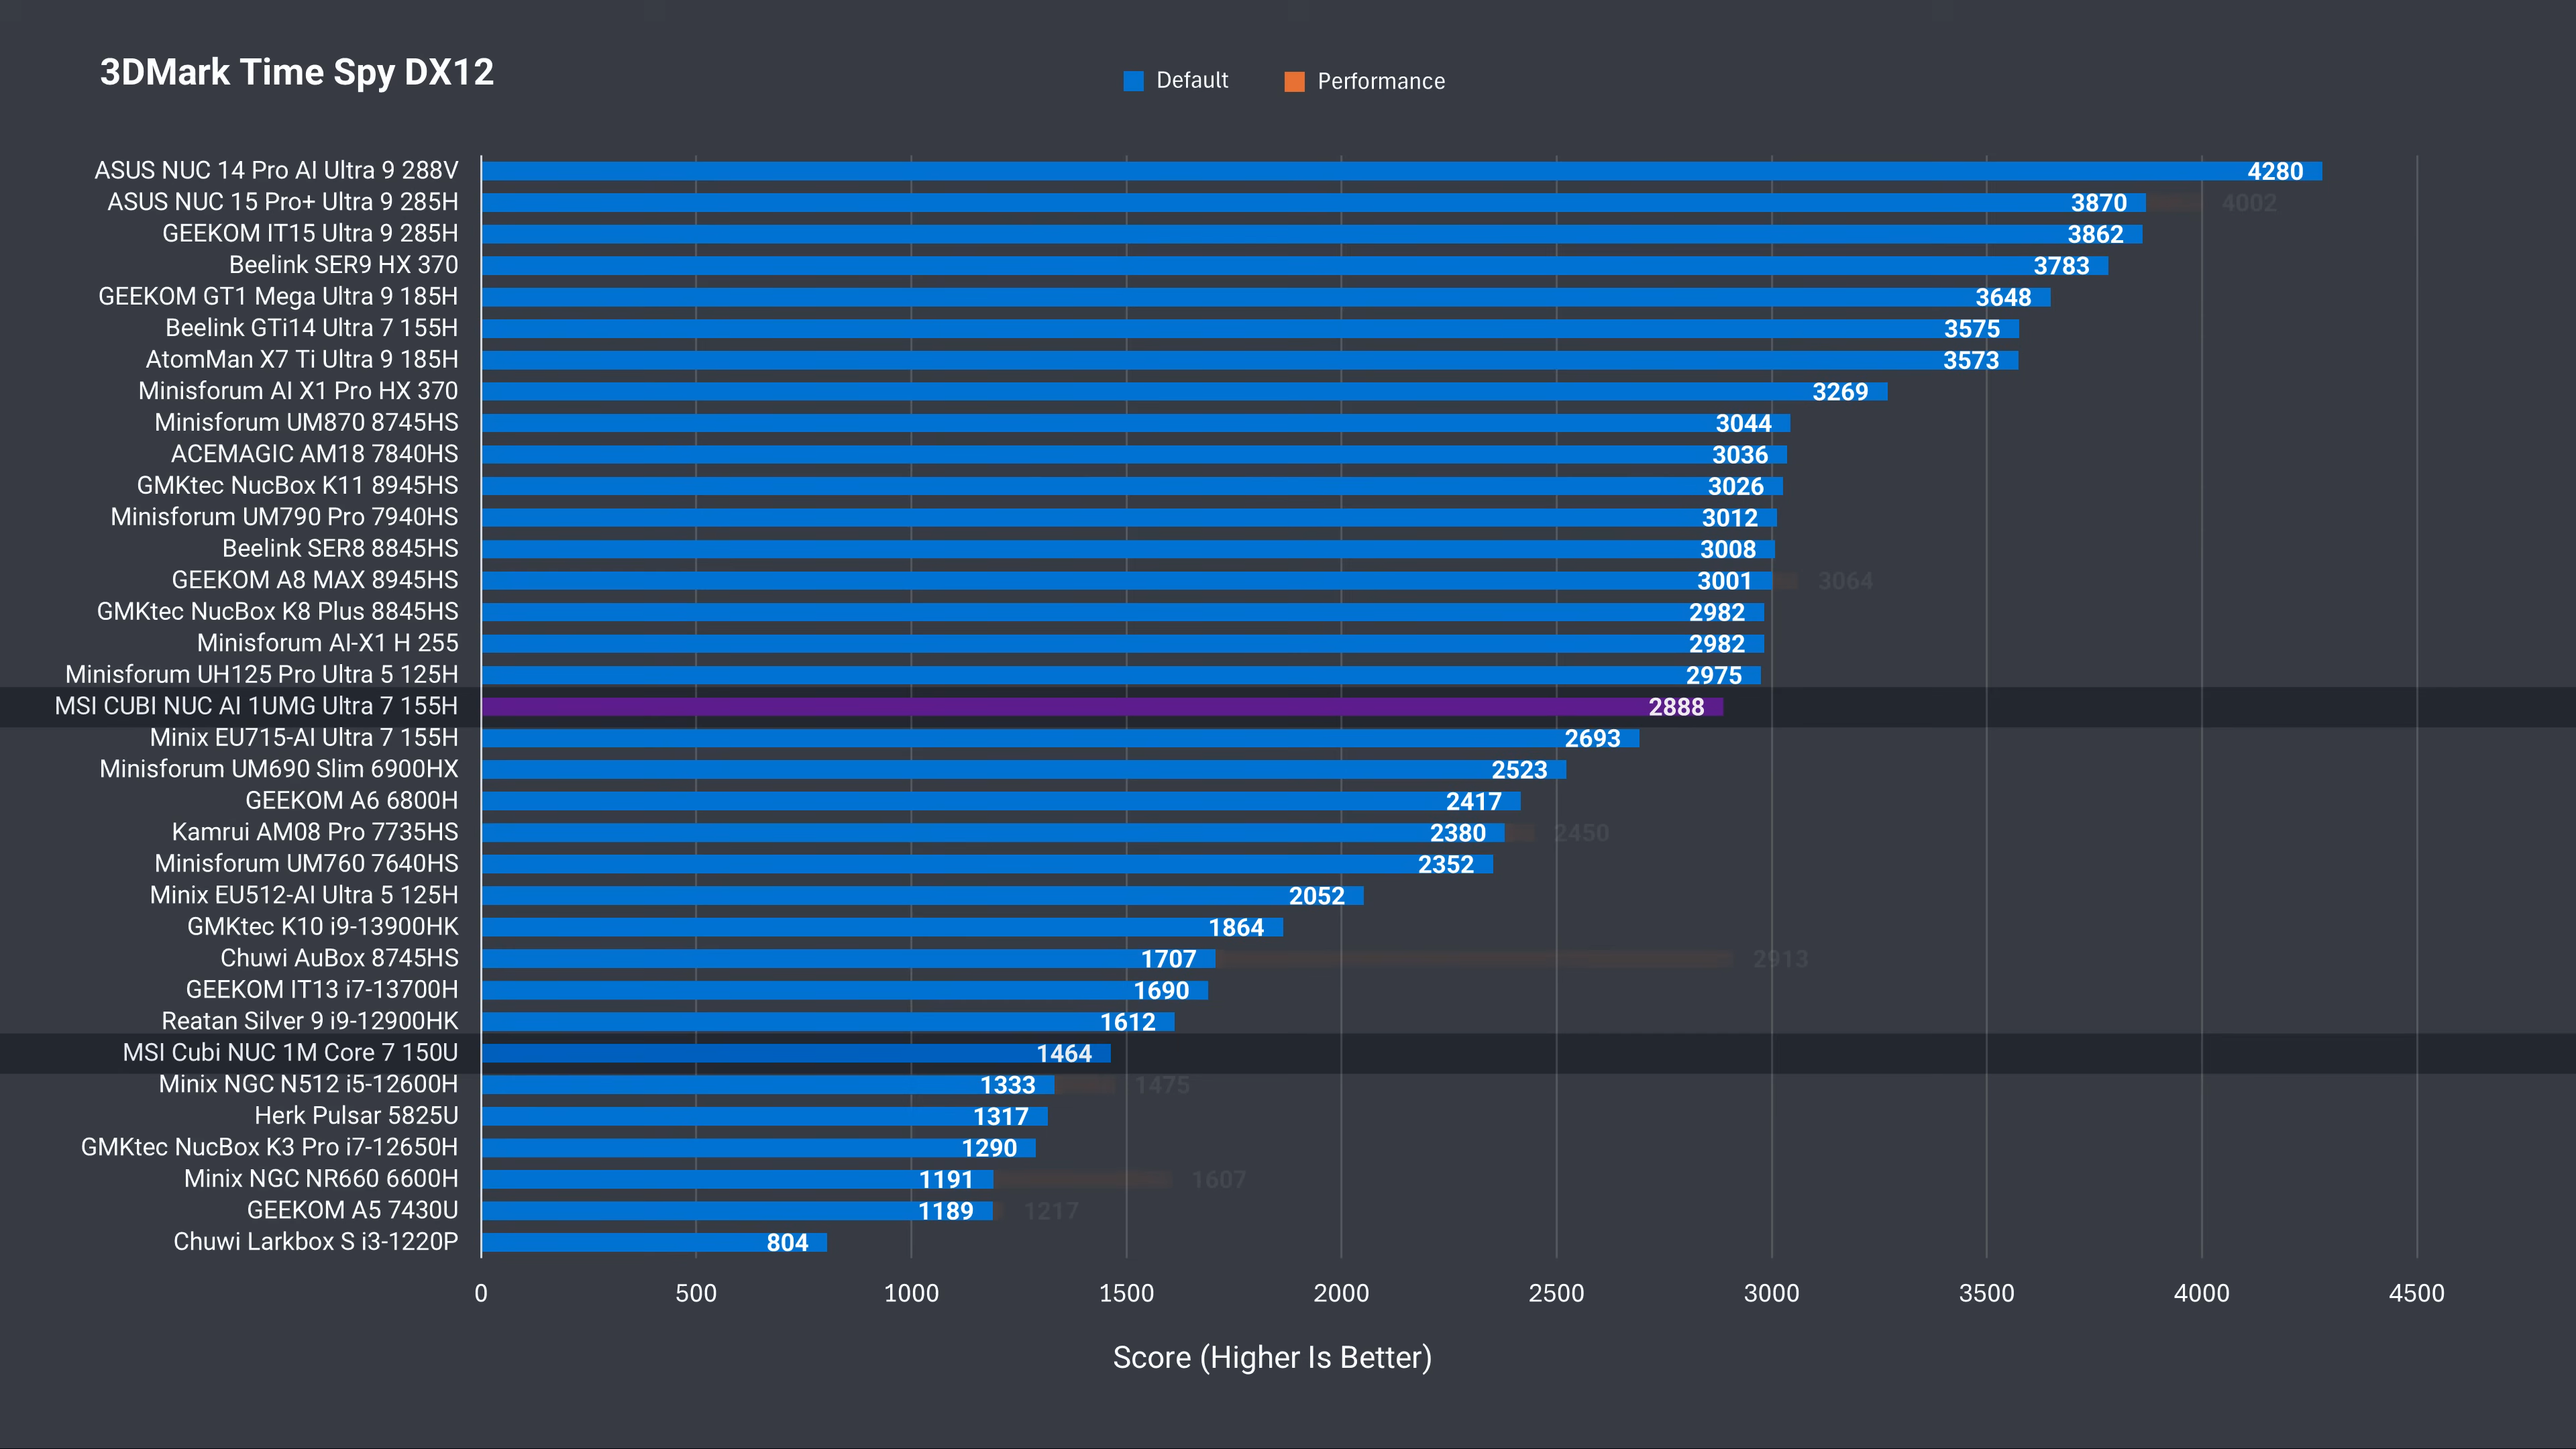 3DMark Time Spy DX12
Default
Performance
ASUS NUC 14 Pro AI Ultra 9 288V 4280
ASUS NUC 15 Pro+ Ultra 9 285H 3870 4002
GEEKOM IT15 Ultra 9 285H 3862
Beelink SER9 HX 370 3783
GEEKOM GT1 Mega Ultra 9 185H 3648
Beelink GTi14 Ultra 7 155H 3575
AtomMan X7 Ti Ultra 9 185H 3573
Minisforum AI X1 Pro HX 370 3269
Minisforum UM870 8745HS 3044
ACEMAGIC AM18 7840HS 3036
GMKtec NucBox K11 8945HS 3026
Minisforum UM790 Pro 7940HS 3012
Beelink SER8 8845HS 3008
GEEKOM A8 MAX 8945HS 3001 3064
GMKtec NucBox K8 Plus 8845HS 2982
Minisforum AI-X1 H 255 2982
Minisforum UH125 Pro Ultra 5 125H 2975
MSI CUBI NUC AI 1UMG Ultra 7 155H 2888
Minix EU715-AI Ultra 7 155H 2693
Minisforum UM690 Slim 6900HX 2523
GEEKOM A6 6800H 2417
Kamrui AM08 Pro 7735HS 2380 2450
Minisforum UM760 7640HS 2352
Minix EU512-AI Ultra 5 125H 2052
GMKtec K10 i9-13900HK 1864
Chuwi AuBox 8745HS 1707 2913
GEEKOM IT13 i7-13700H 1690
Reatan Silver 9 i9-12900HK 1612
MSI Cubi NUC 1M Core 7 150U 1464
Minix NGC N512 i5-12600H 1333 1475
Herk Pulsar 5825U 1317
GMKtec NucBox K3 Pro i7-12650H 1290
Minix NGC NR660 6600H 1191 1607
GEEKOM A5 7430U 1189 1217
Chuwi Larkbox S i3-1220P 804
0 500 1000 1500 2000 2500 3000 3500 4000 4500
Score (Higher Is Better)